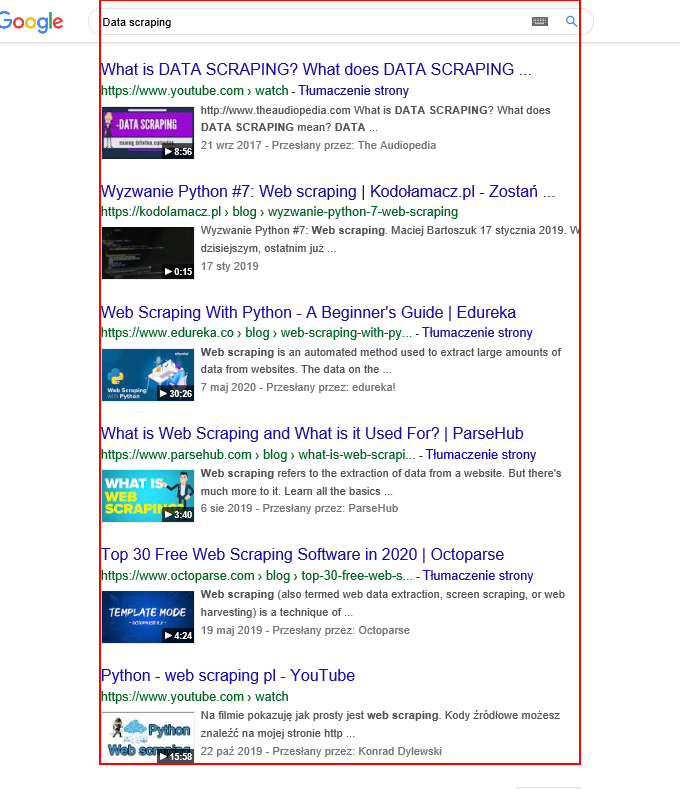 Google
Data scraping
What is DATA SCRAPING? What does DATA SCRAPING ...
https://www.youtube.com › watch - Tłumaczenie strony
http://www.theaudiopedia.com What is DATA SCRAPING? What does
DATA SCRAPING mean? DATA ...
21 wrz 2017 - Przesłany przez: The Audiopedia
-DATA SCRAPING
8:56
Wyzwanie Python #7: Web scraping | Kodołamacz.pl - Zostań ...
https://kodolamacz.pl › blog › wyzwanie-python-7-web-scraping
Wyzwanie Python #7: Web scraping. Maciej Bartoszuk 17 stycznia 2019. W
dzisiejszym, ostatnim już ...
17 sty 2019
0:15
Web Scraping With Python - A Beginner's Guide | Edureka
https://www.edureka.co › blog › web-scraping-with-py... - Tłumaczenie strony
Web scraping is an automated method used to extract large amounts of
data from websites. The data on the ...
7 maj 2020 - Przesłany przez: edureka!
Web Scraping
with Python
30:26
What is Web Scraping and What is it Used For? | ParseHub
https://www.parsehub.com › blog › what-is-web-scrapi... - Tłumaczenie strony
Web scraping refers to the extraction of data from a website. But there's
much more to it. Learn all the basics ...
6 sie 2019 - Przesłany przez: ParseHub
WHAT IS
WEB
SCRAPING?
3:40
Top 30 Free Web Scraping Software in 2020 | Octoparse
https://www.octoparse.com › blog › top-30-free-web-s... - Tłumaczenie strony
Web scraping (also termed web data extraction, screen scraping, or web
harvesting) is a technique of ...
19 maj 2019 - Przesłany przez: Octoparse
TEMPLATE MODE
4:24
Python - web scraping pl - YouTube
https://www.youtube.com › watch
Na filmie pokazuję jak prosty jest web scraping. Kody źródłowe możesz
znaleźć na mojej stronie http ...
22 paź 2019 - Przesłany przez: Konrad Dylewski
Python
Web scraping
15:58